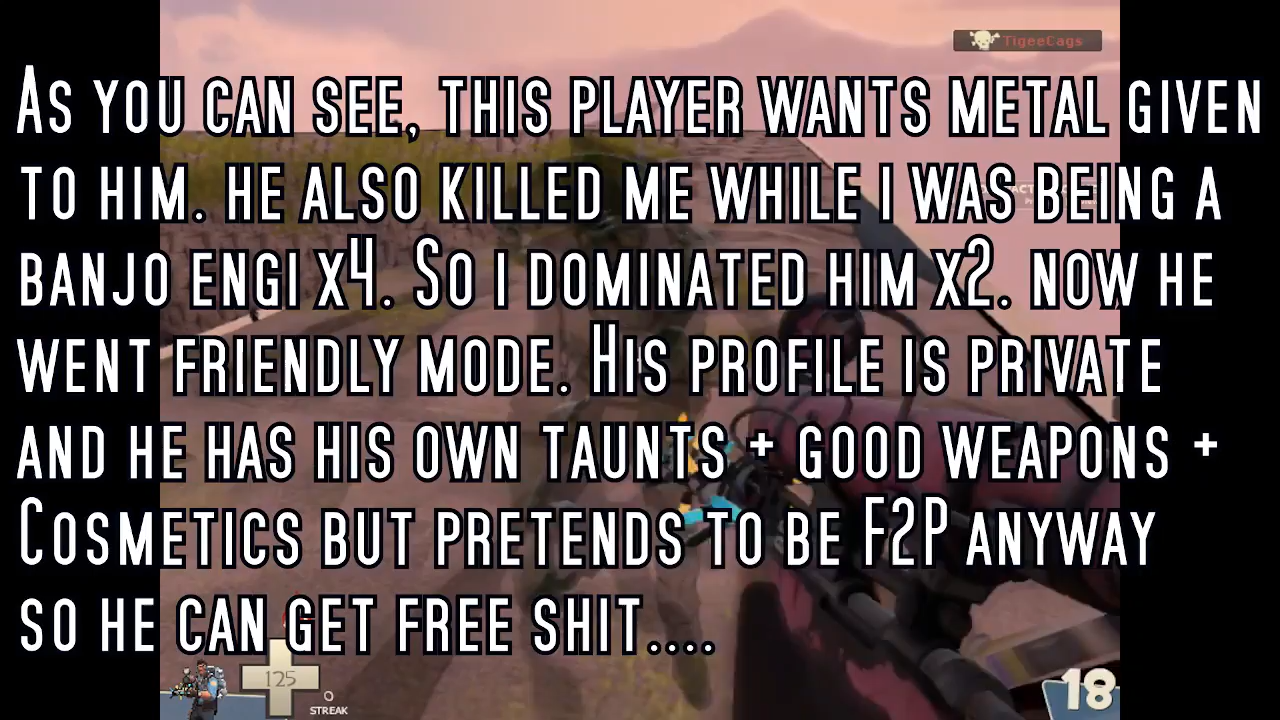 TigeeCags
As you can see, this player wants metal given
to him. he also killed me while i was being a
banjo engi x4. So i dominated him x2. now he
went friendly mode. His profile is private
and he has his own taunts + good weapons +
Cosmetics but pretends to be F2P anyway
so he can get free shit....
125
0
STREAK
18